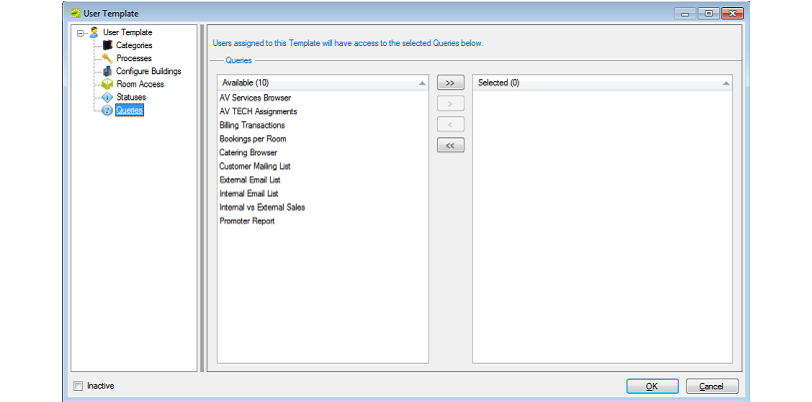 User Template
User Template
Categories
Processes
Configure Buildings
Room Access
Statuses
Queries
Users assigned to this Template will have access to the selected Queries below.
Queries
Available (10)
AV Services Browser
AV TECH Assignments
Billing Transactions
Bookings per Room
Catering Browser
Customer Mailing List
External Email List
Internal Email List
Internal vs External Sales
Promoter Report
>>
>
<
<<
Selected (0)
Inactive
OK
Cancel